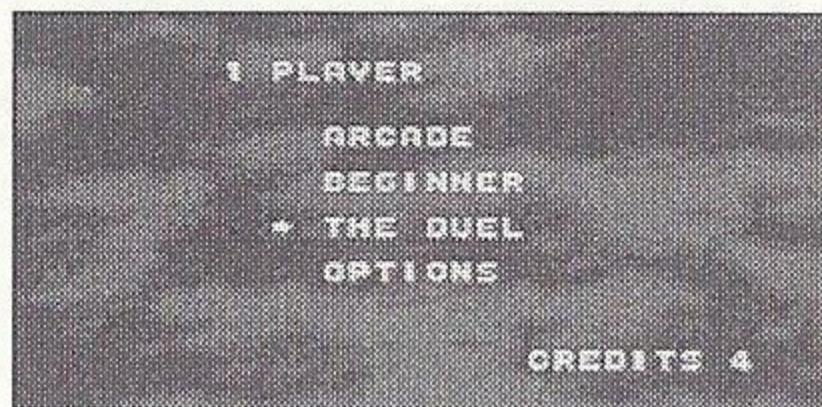 1 PLAYER
ARCADE
BEGINNER
THE DUEL
OPTIONS
CREDITS 4